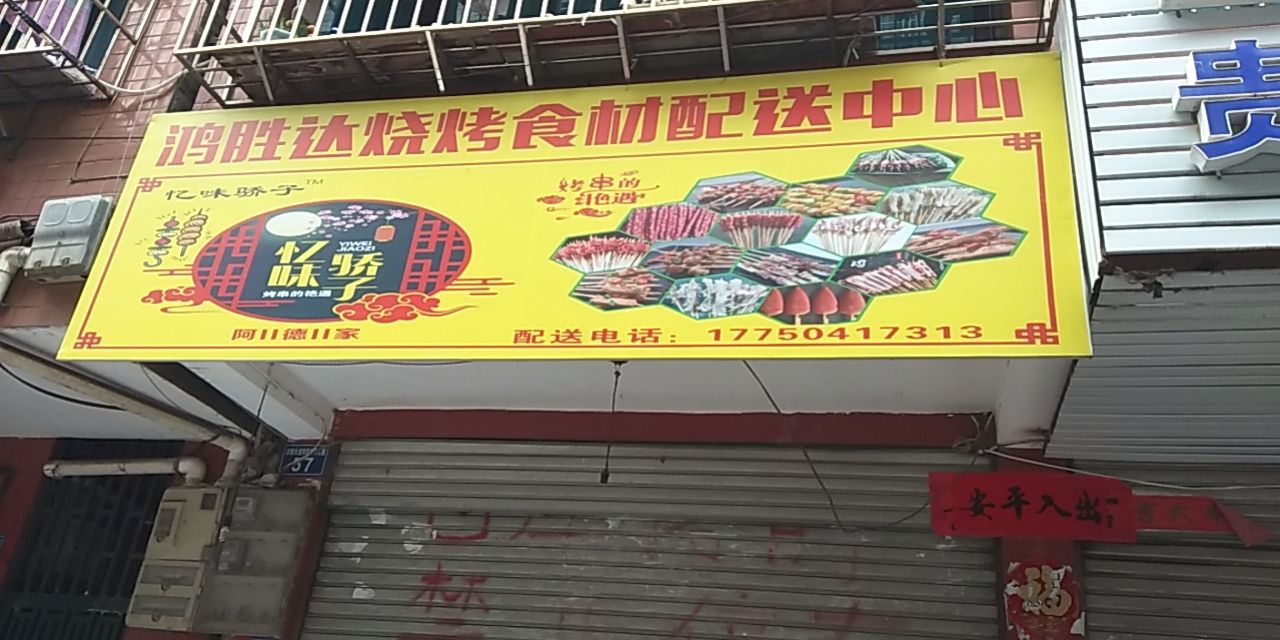 鸿胜达烧烤食材配送中心
忆味骄子TM
烤串的
绝遇
忆味
骄子
YIWEI
JIAOZI
烤串的艳遇
阿II德II家
配送电话：17750417313
贵
57
安平入出
福